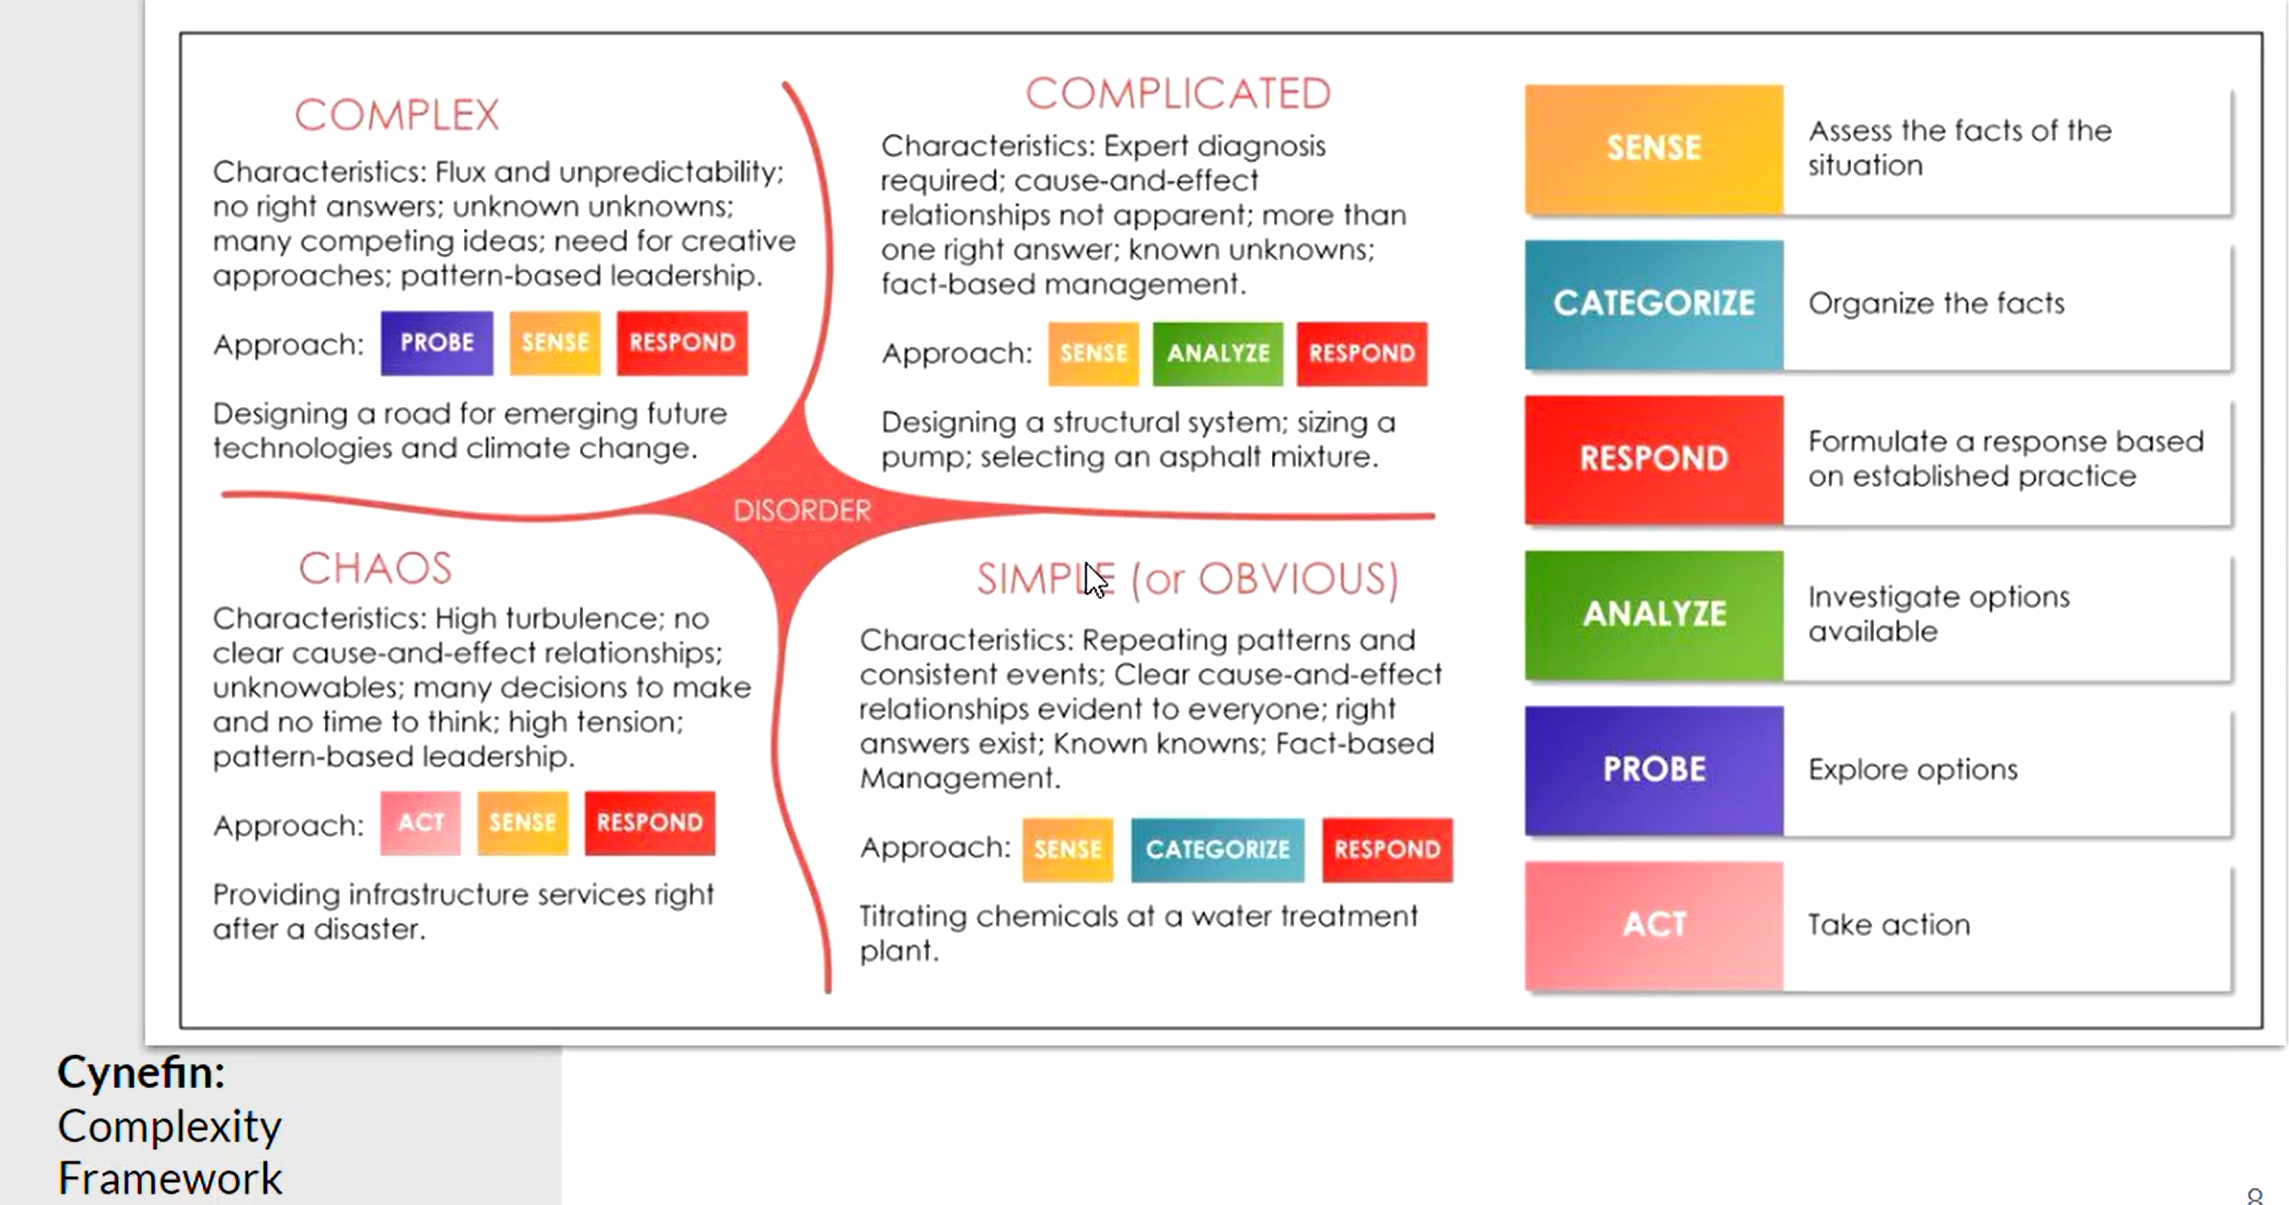 COMPLEX
Characteristics: Flux and unpredictability;
no right answers; unknown unknowns;
many competing ideas; need for creative
approaches; pattern-based leadership.
Approach: PROBE SENSE RESPOND
Designing a road for emerging future
technologies and climate change.
COMPLICATED
Characteristics: Expert diagnosis
required; cause-and-effect
relationships not apparent; more than
one right answer; known unknowns;
fact-based management.
Approach: SENSE ANALYZE RESPOND
Designing a structural system; sizing a
pump; selecting an asphalt mixture.
DISORDER
CHAOS
Characteristics: High turbulence; no
clear cause-and-effect relationships;
unknowables; many decisions to make
and no time to think; high tension;
pattern-based leadership.
Approach: ACT SENSE RESPOND
Providing infrastructure services right
after a disaster.
SIMPLE (or OBVIOUS)
Characteristics: Repeating patterns and
consistent events; Clear cause-and-effect
relationships evident to everyone; right
answers exist; Known knowns; Fact-based
Management.
Approach: SENSE CATEGORIZE RESPOND
Titrating chemicals at a water treatment
plant.
SENSE
Assess the facts of the
situation
CATEGORIZE
Organize the facts
RESPOND
Formulate a response based
on established practice
ANALYZE
Investigate options
available
PROBE
Explore options
ACT
Take action
Cynefin:
Complexity
Framework
8